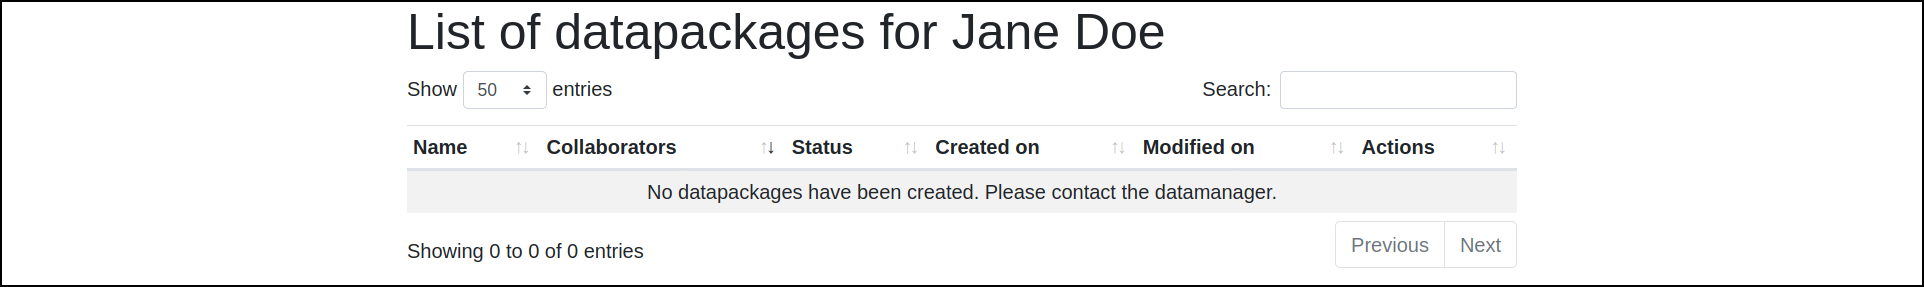 List of datapackages for Jane Doe
Show 50 entries Search:
Name Collaborators Status Created on Modified on Actions
No datapackages have been created. Please contact the datamanager.
Showing 0 to 0 of 0 entries Previous Next